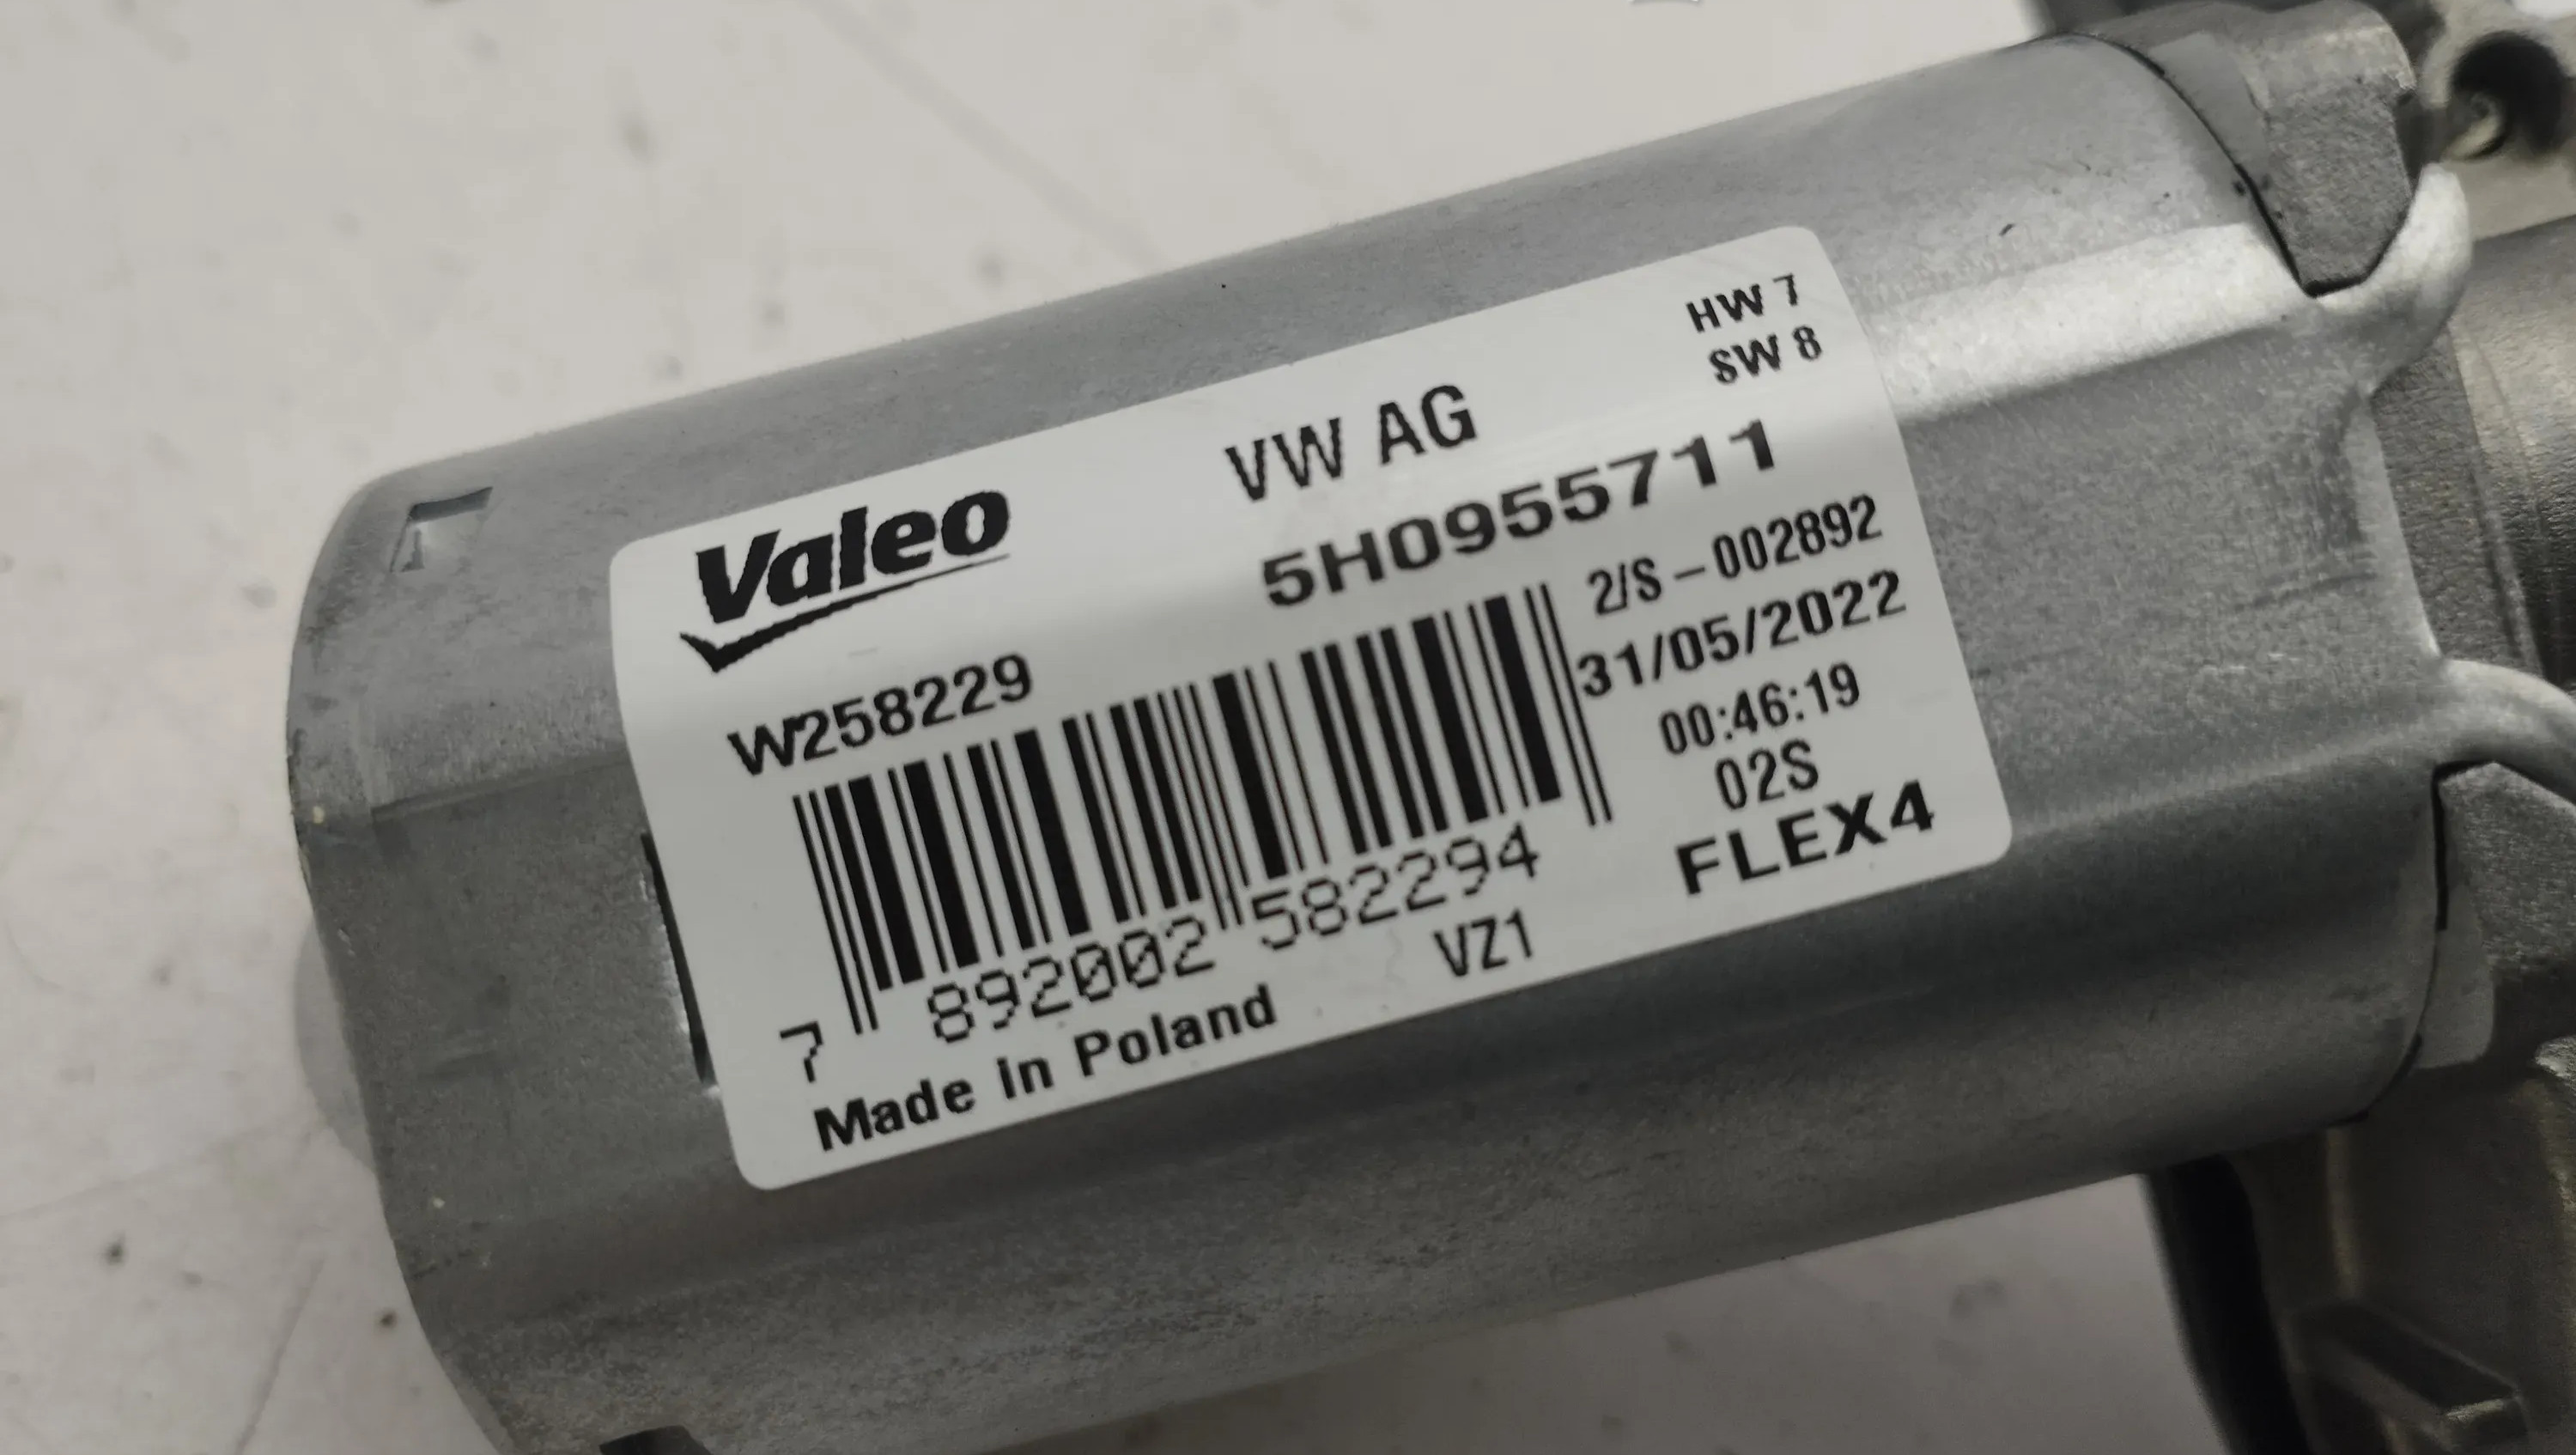 HW 7
SW 8
Valeo
VW AG
5H0955711
W258229
2/S-002892
31/05/2022
00:46:19
02S
FLEX4
7 892002 582294
Made in Poland
VZ1